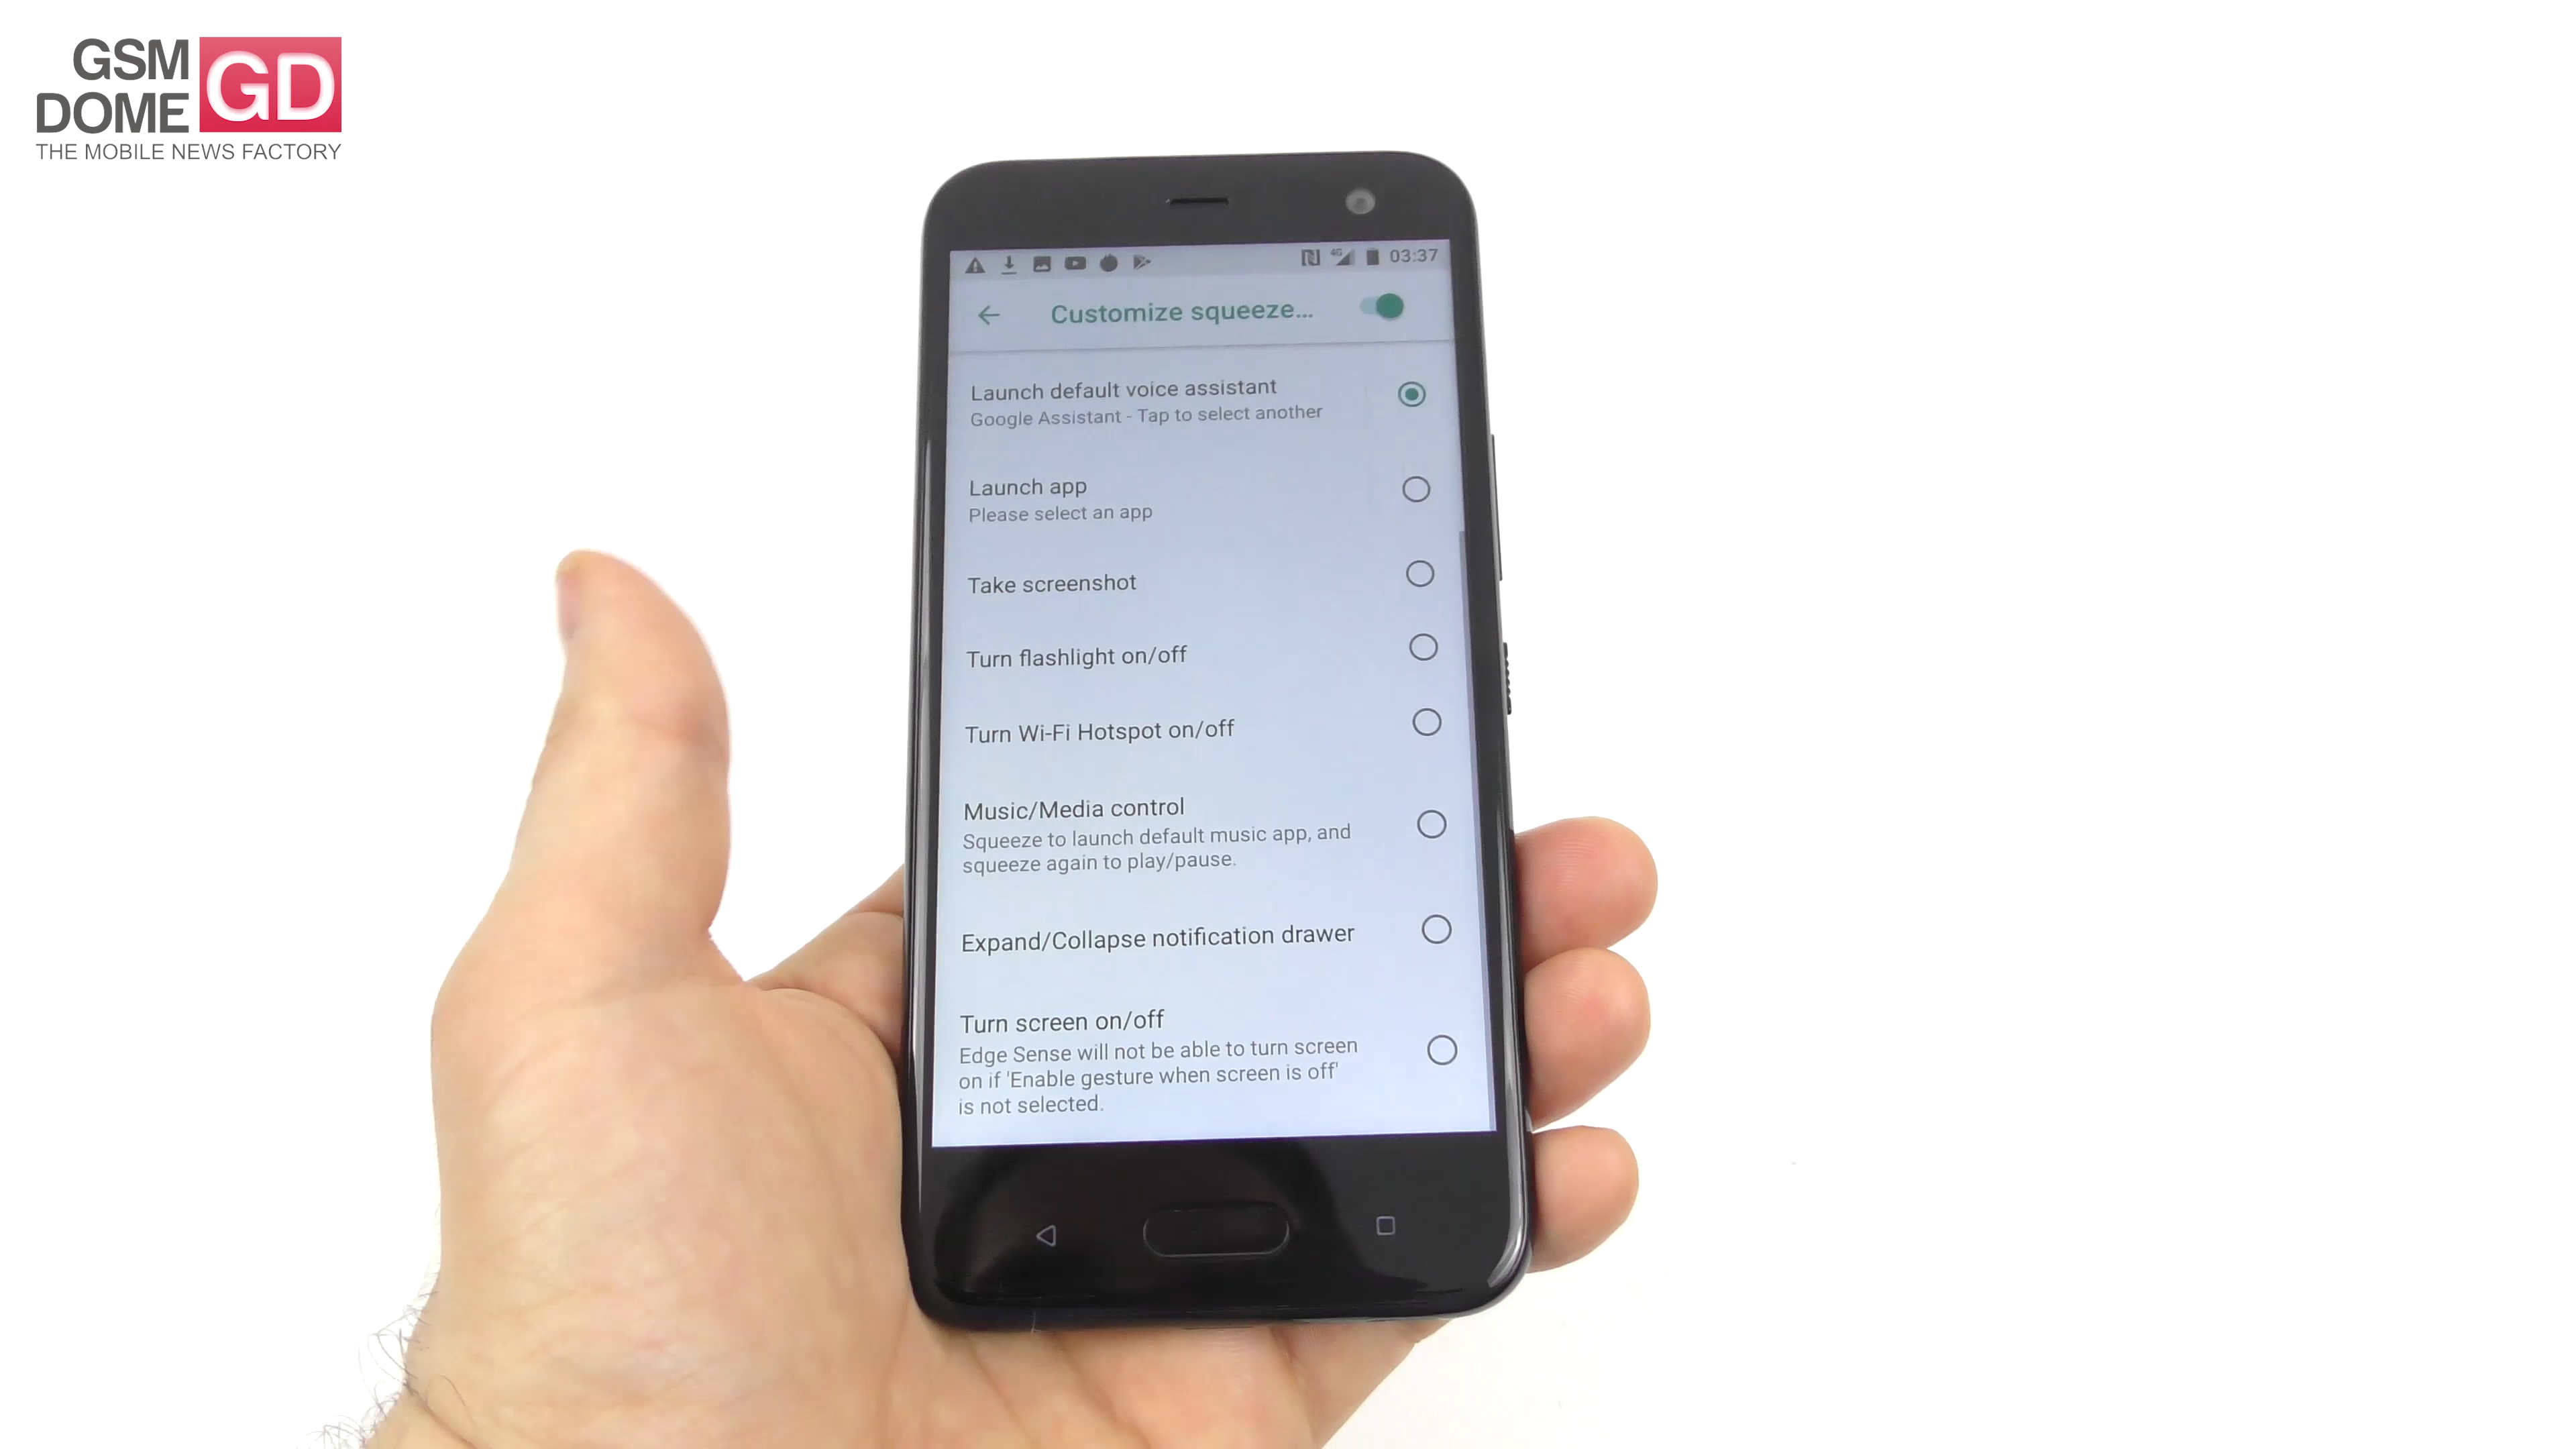 GSM
DOME
GD
THE MOBILE NEWS FACTORY
4G
03:37
Customize squeeze...
Launch default voice assistant
Google Assistant - Tap to select another
Launch app
Please select an app
Take screenshot
Turn flashlight on/off
Turn Wi-Fi Hotspot on/off
Music/Media control
Squeeze to launch default music app, and
squeeze again to play/pause.
Expand/Collapse notification drawer
Turn screen on/off
Edge Sense will not be able to turn screen
on if 'Enable gesture when screen is off'
is not selected.